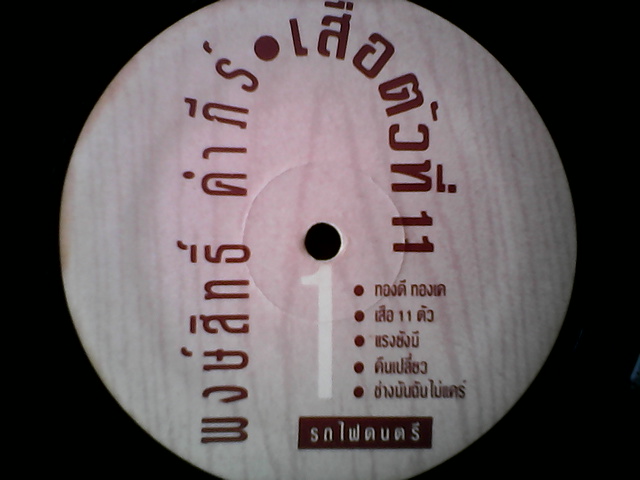 พงษ์สิทธิ์ คำภีร์ • เสือตัวที่ 11
1
• ทองดี ทองเค
• เสือ 11 ตัว
• แรงยังมี
• คืนเปลี่ยว
• ช่างมันฉันไม่แคร์
รถไฟดนตรี